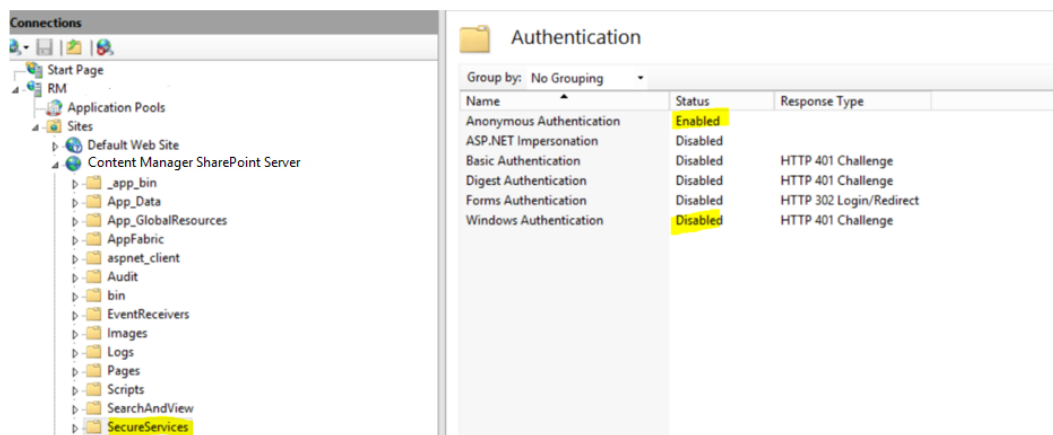 Connections
Start Page
RM
Application Pools
Sites
Default Web Site
Content Manager SharePoint Server
_app_bin
App_Data
App_GlobalResources
AppFabric
aspnet_client
Audit
bin
EventReceivers
Images
Logs
Pages
Scripts
SearchAndView
SecureServices
Authentication
Group by: No Grouping
Name Status Response Type
Anonymous Authentication Enabled
ASP.NET Impersonation Disabled
Basic Authentication Disabled HTTP 401 Challenge
Digest Authentication Disabled HTTP 401 Challenge
Forms Authentication Disabled HTTP 302 Login/Redirect
Windows Authentication Disabled HTTP 401 Challenge